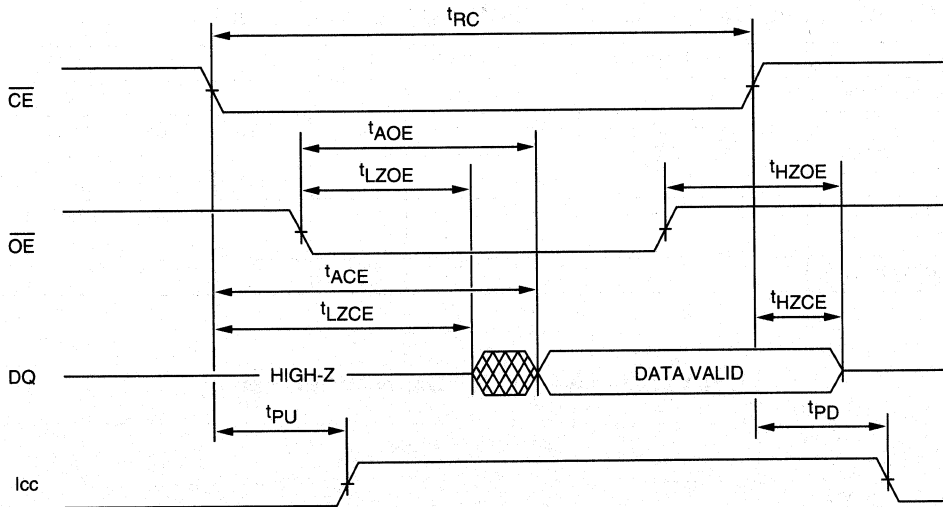 tRC
CE
tAOE
tLZOE
tHZOE
OE
tACE
tLZCE
tHZCE
DQ
HIGH-Z
DATA VALID
tPU
tPD
Icc